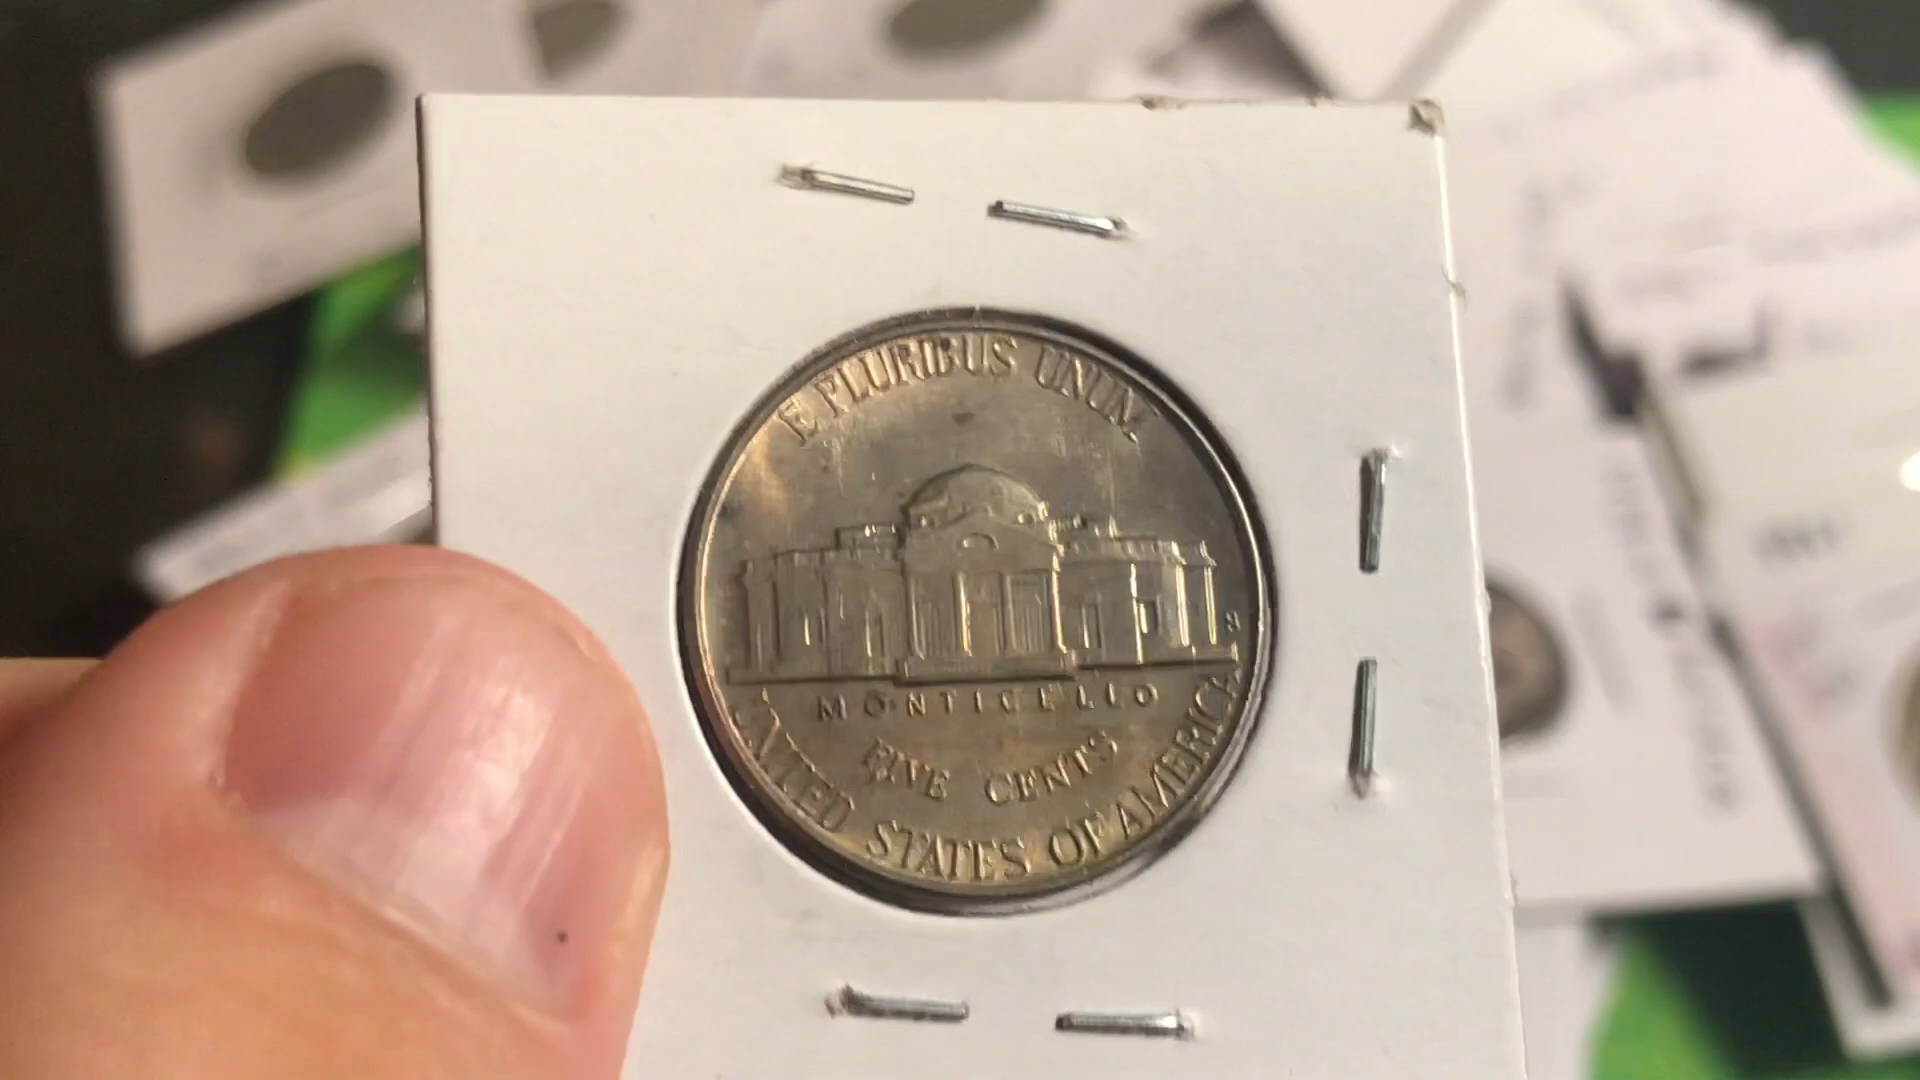 E PLURIBUS UNUM
S
MONTICELLO
FIVE CENTS
UNITED STATES OF AMERICA